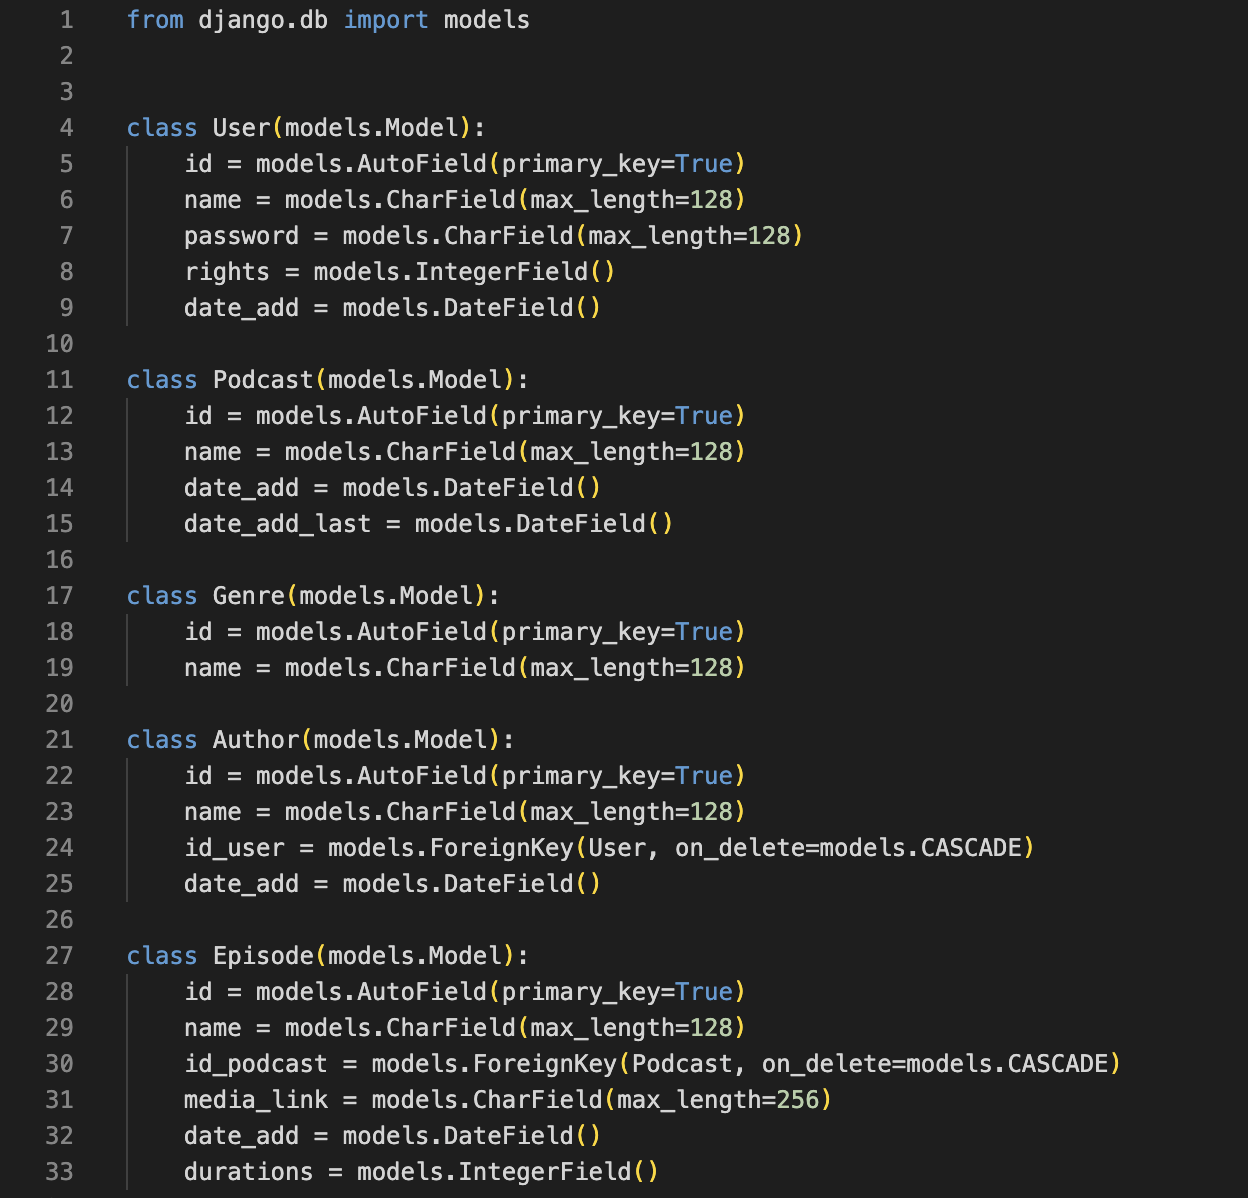 1 from django.db import models
2
3
4 class User(models.Model):
5 id = models.AutoField(primary_key=True)
6 name = models.CharField(max_length=128)
7 password = models.CharField(max_length=128)
8 rights = models.IntegerField()
9 date_add = models.DateField()
10
11 class Podcast(models.Model):
12 id = models.AutoField(primary_key=True)
13 name = models.CharField(max_length=128)
14 date_add = models.DateField()
15 date_add_last = models.DateField()
16
17 class Genre(models.Model):
18 id = models.AutoField(primary_key=True)
19 name = models.CharField(max_length=128)
20
21 class Author(models.Model):
22 id = models.AutoField(primary_key=True)
23 name = models.CharField(max_length=128)
24 id_user = models.ForeignKey(User, on_delete=models.CASCADE)
25 date_add = models.DateField()
26
27 class Episode(models.Model):
28 id = models.AutoField(primary_key=True)
29 name = models.CharField(max_length=128)
30 id_podcast = models.ForeignKey(Podcast, on_delete=models.CASCADE)
31 media_link = models.CharField(max_length=256)
32 date_add = models.DateField()
33 durations = models.IntegerField()